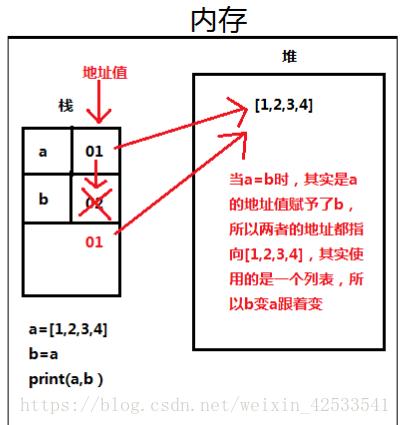 内存
地址值
栈
堆
a
01
[1,2,3,4]
b
02
01
当a=b时，其实是a
的地址值赋予了b，
所以两者的地址都指
向[1,2,3,4]，其实使
用的是一个列表，所
以b变a跟着变
a=[1,2,3,4]
b=a
print(a,b)
https://blog.csdn.net/weixin_42533541